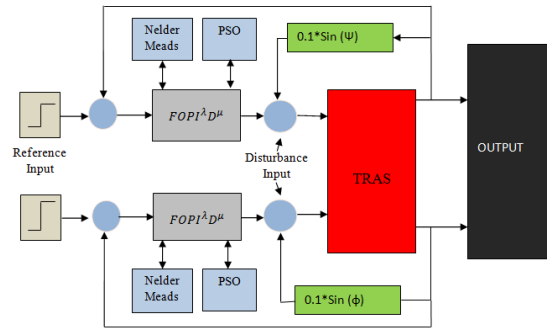 Nelder
Meads
PSO
0.1*Sin (Ψ)
FOPI^λD^μ
Reference
Input
Disturbance
Input
TRAS
OUTPUT
FOPI^λD^μ
Nelder
Meads
PSO
0.1*Sin (ϕ)